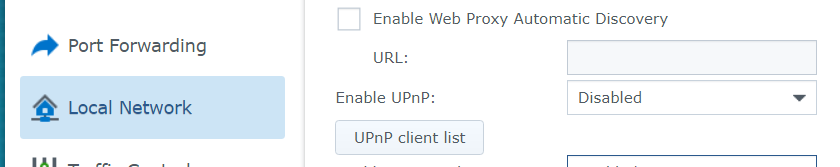 Enable Web Proxy Automatic Discovery
Port Forwarding
URL:
Local Network
Enable UPnP:
Disabled
UPnP client list